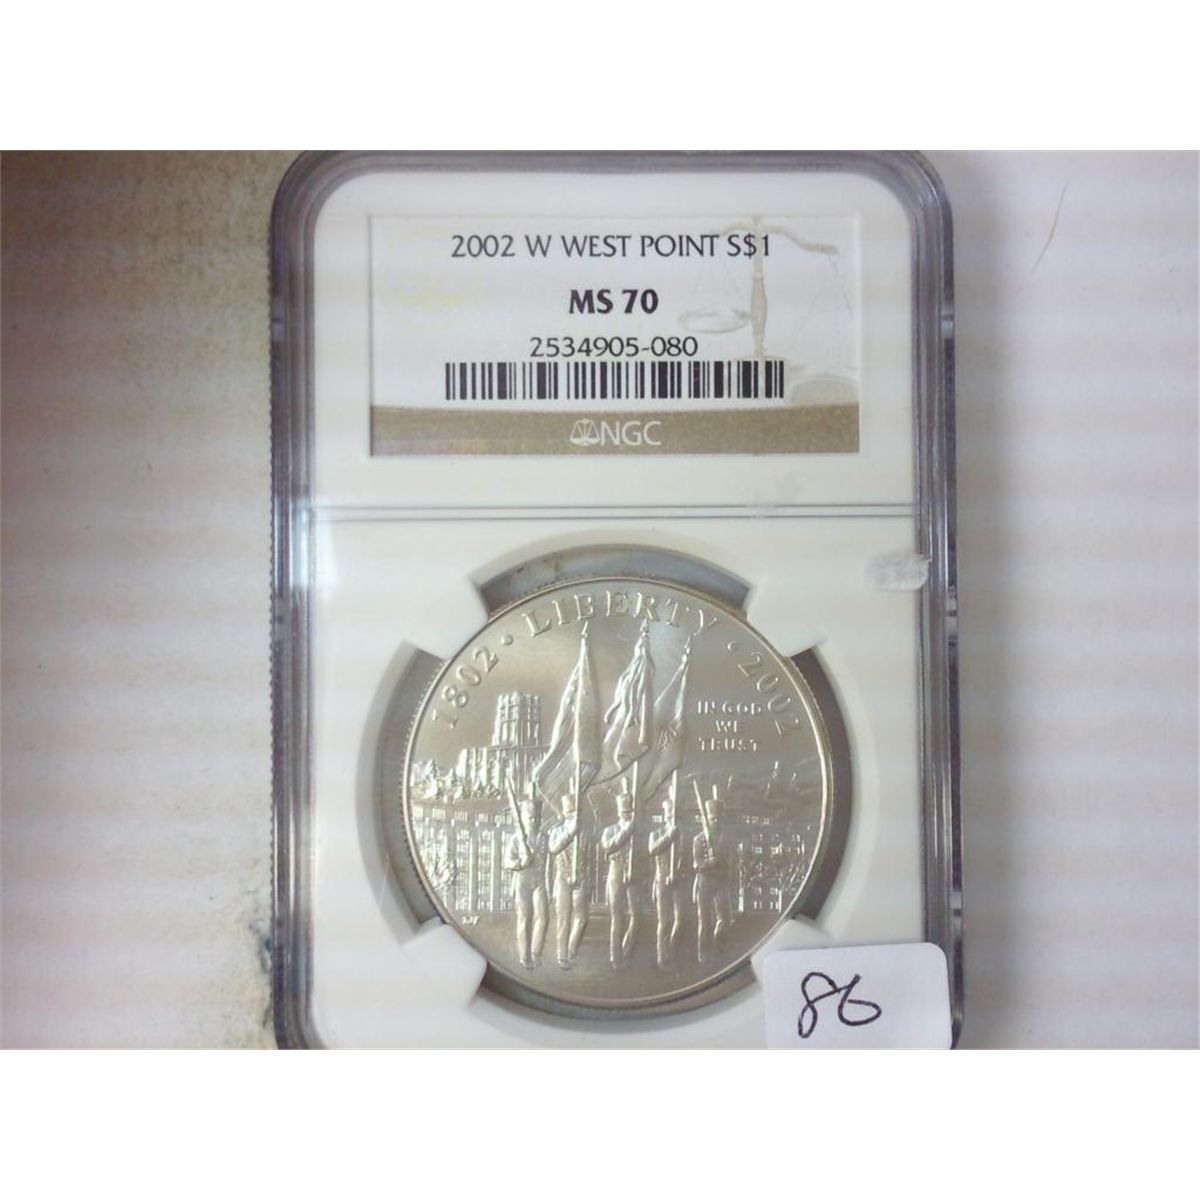 2002 W WEST POINT S$1
MS 70
2534905-080
NGC
1802 · LIBERTY · 2002
IN GOD
WE
TRUST
86